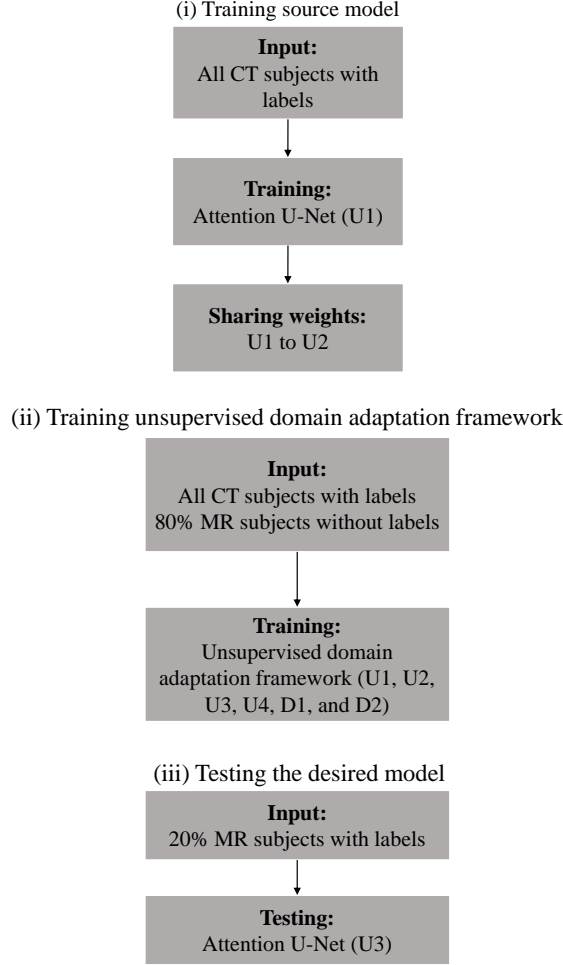 (i) Training source model
Input:
All CT subjects with
labels
Training:
Attention U-Net (U1)
Sharing weights:
U1 to U2
(ii) Training unsupervised domain adaptation framework
Input:
All CT subjects with labels
80% MR subjects without labels
Training:
Unsupervised domain
adaptation framework (U1, U2,
U3, U4, D1, and D2)
(iii) Testing the desired model
Input:
20% MR subjects with labels
Testing:
Attention U-Net (U3)